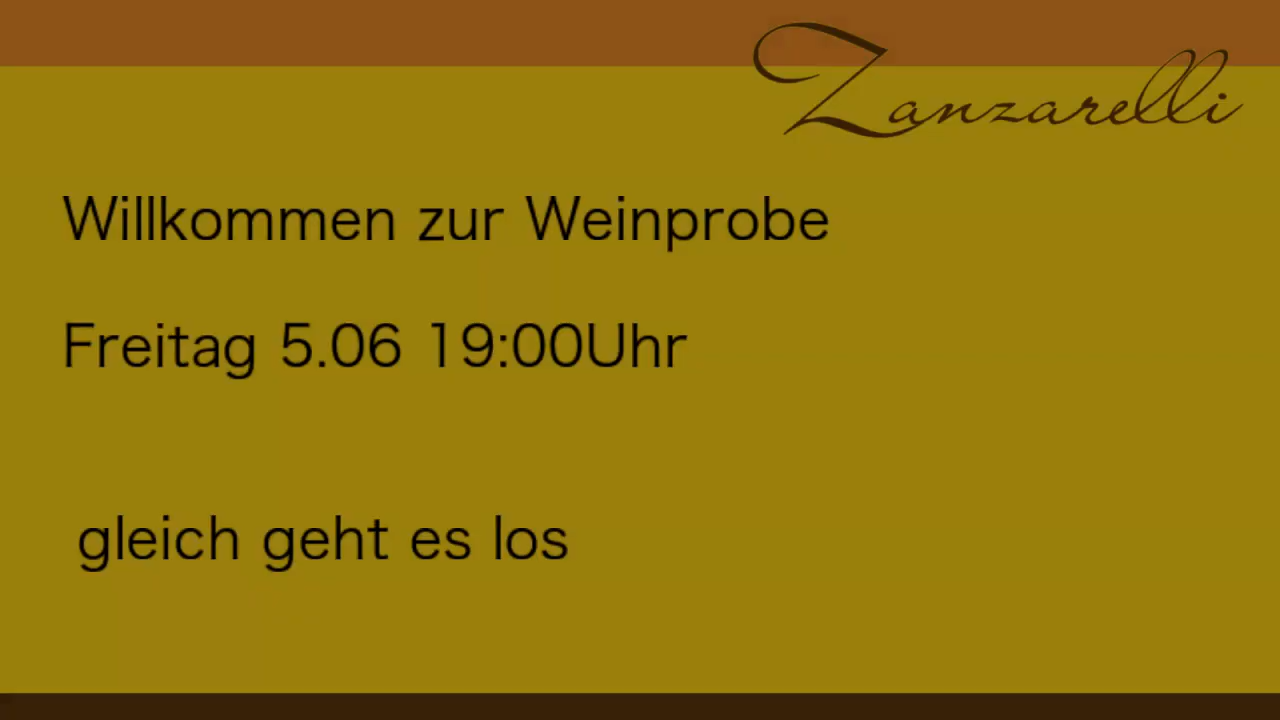 Zanzarelli
Willkommen zur Weinprobe
Freitag 5.06 19:00Uhr
gleich geht es los